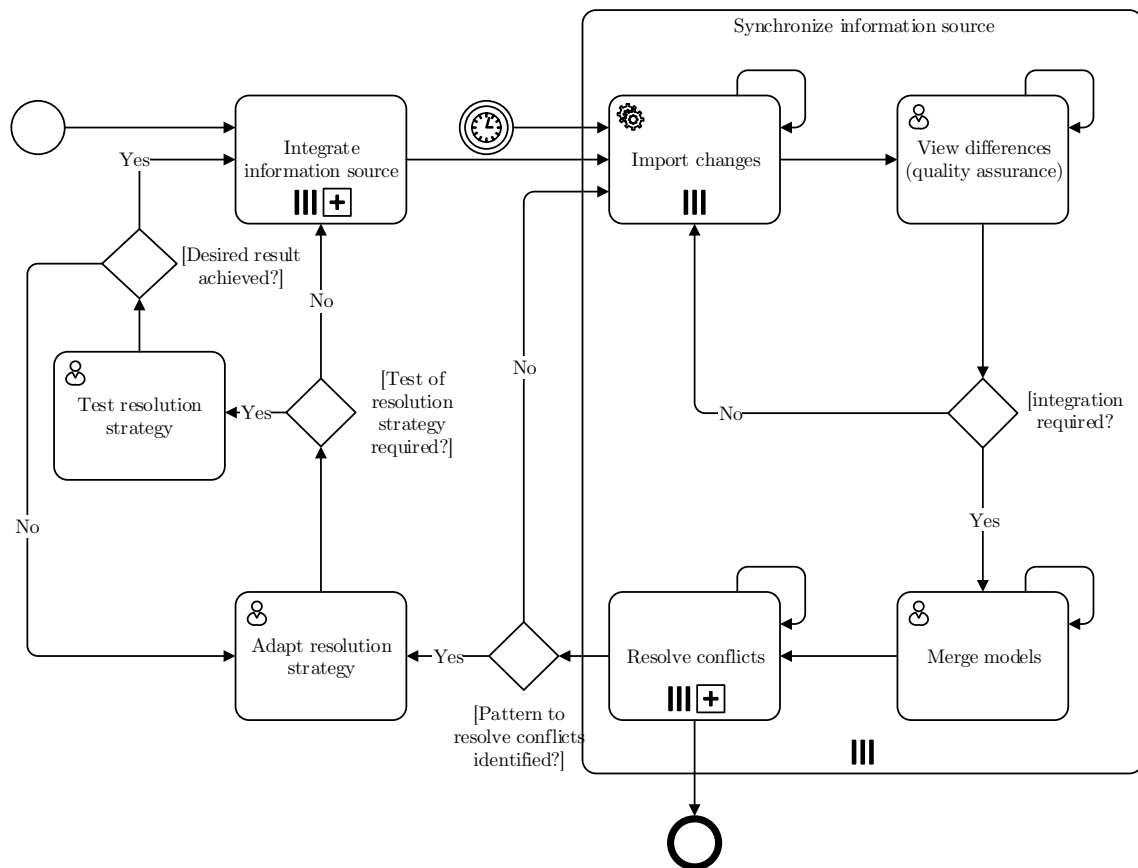 Synchronize information source
Integrate
information source
Import changes
View differences
(quality assurance)
Yes
[Desired result
achieved?]
No
Test resolution
strategy
Yes
[Test of
resolution
strategy
required?]
No
No
[integration
required?
No
Yes
Adapt resolution
strategy
Yes
[Pattern to
resolve conflicts
identified?]
Resolve conflicts
Merge models